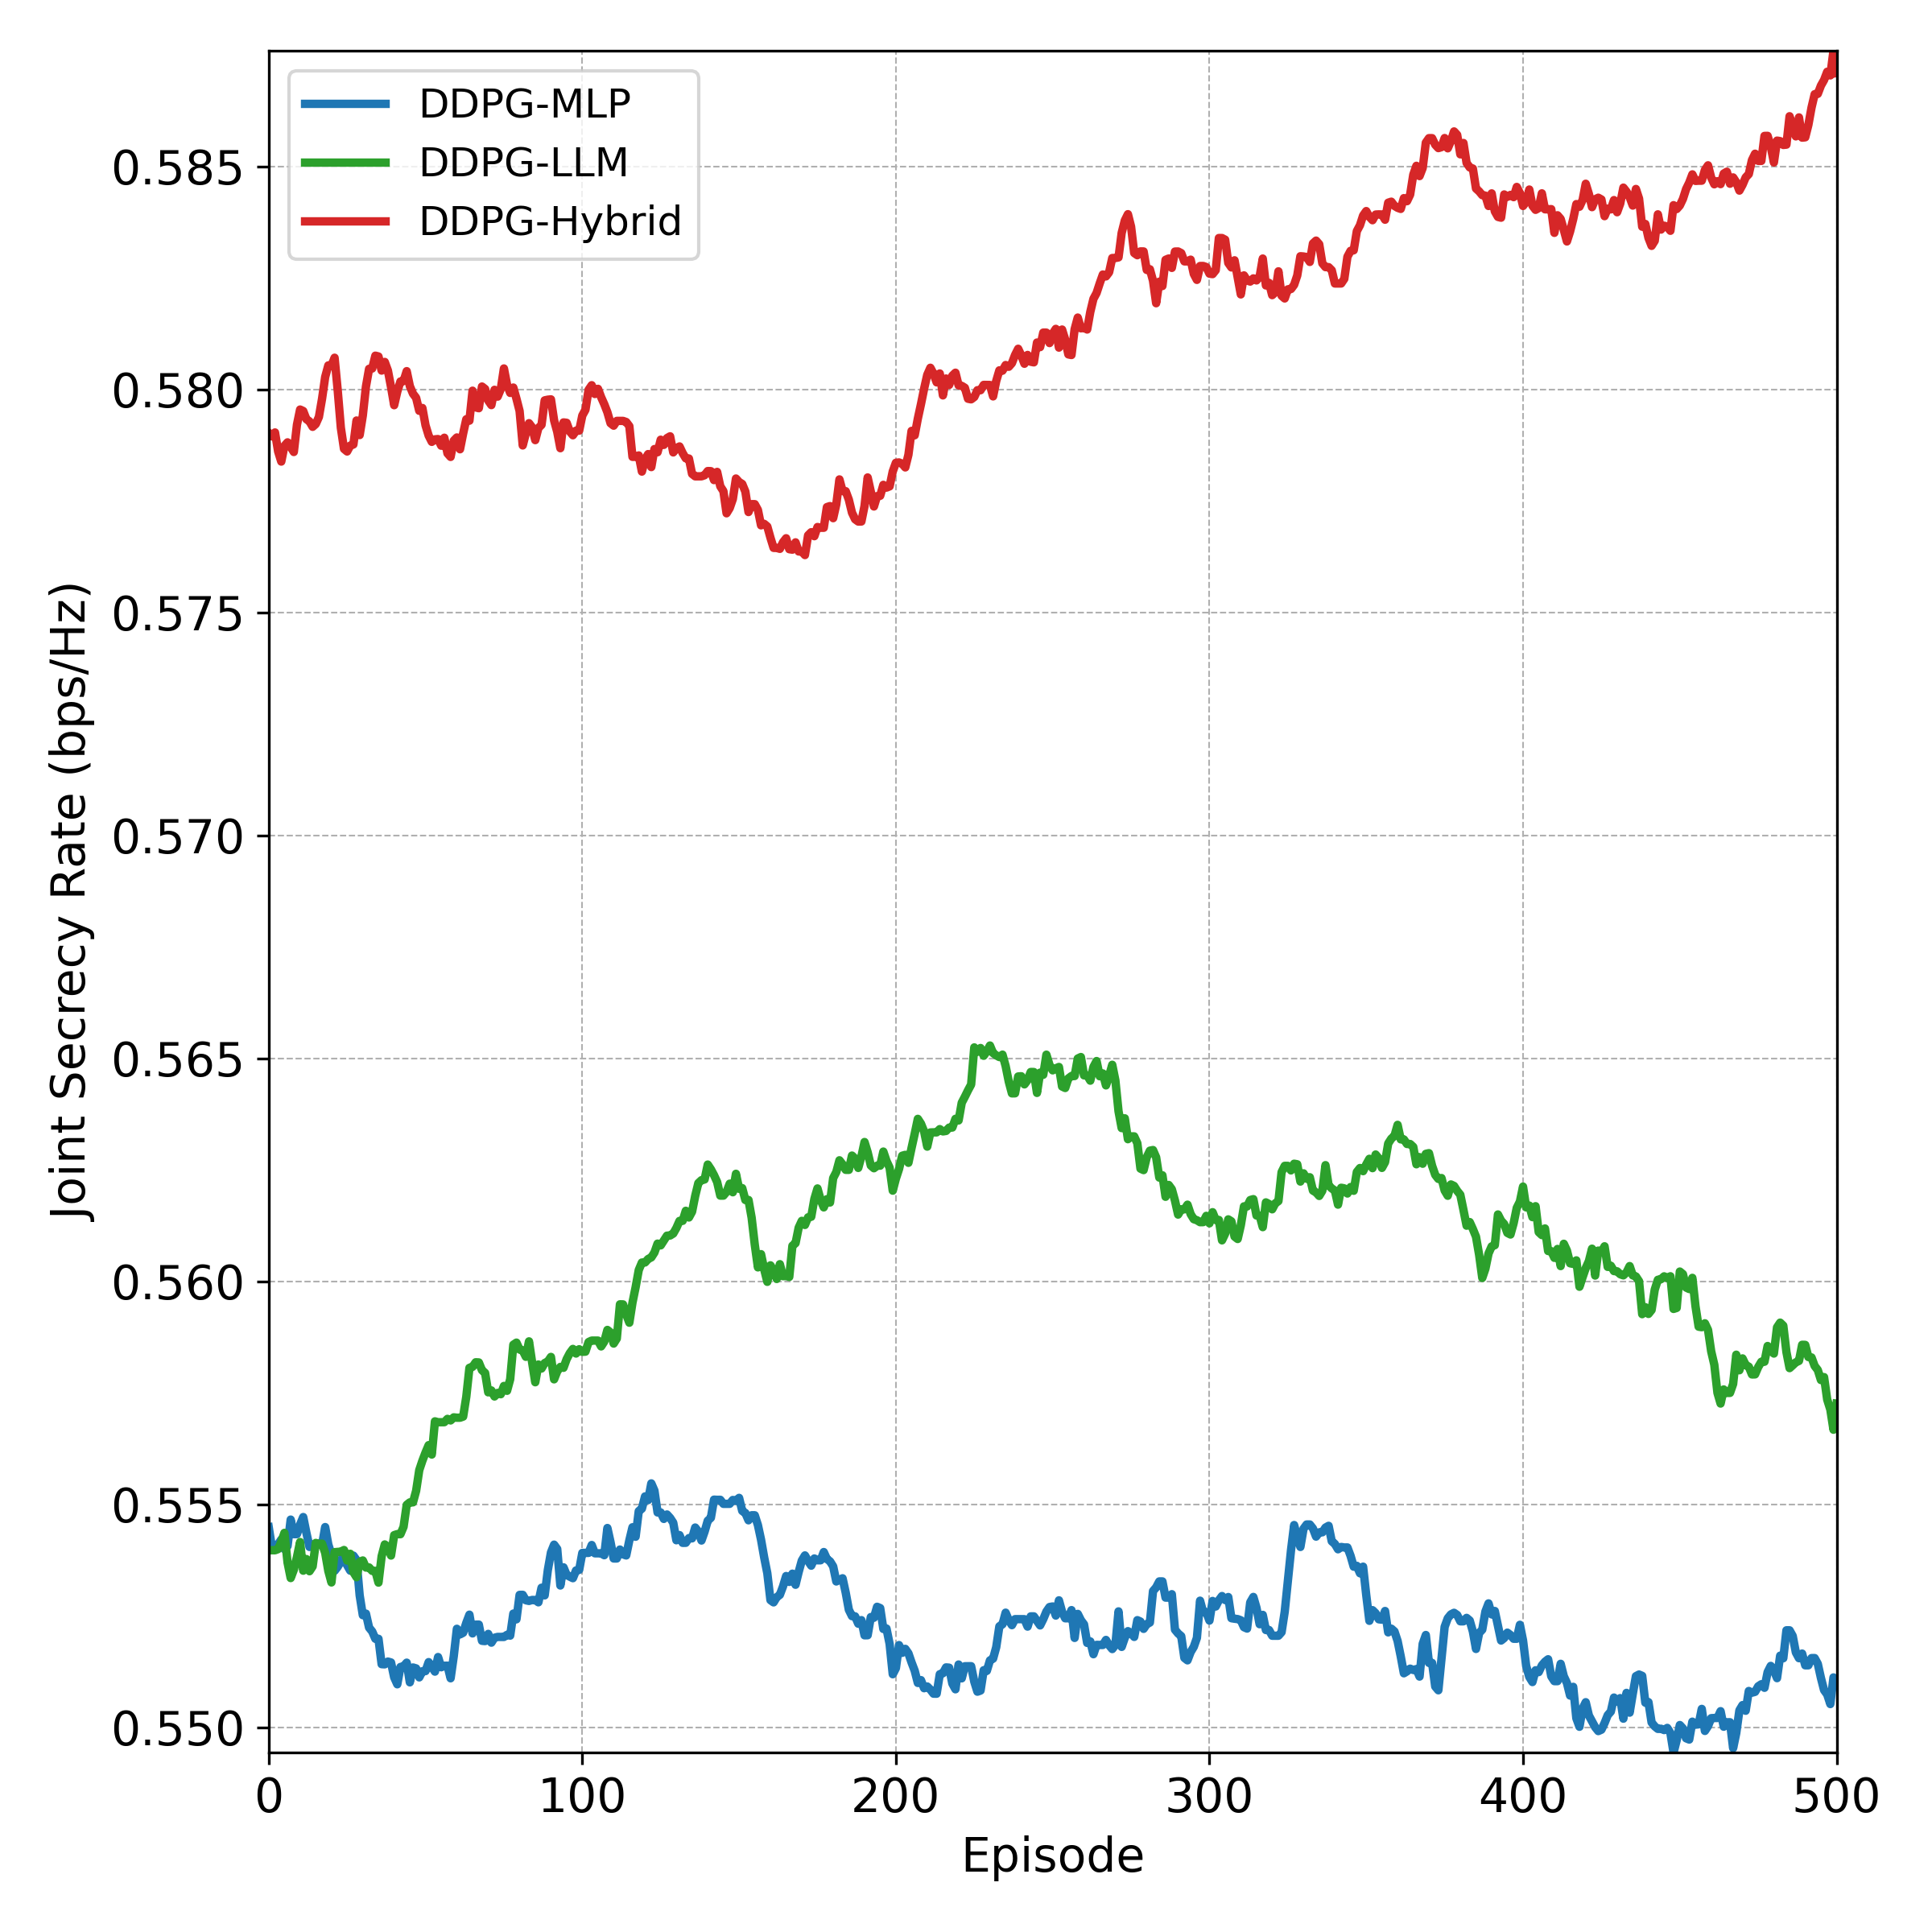 DDPG-MLP
DDPG-LLM
DDPG-Hybrid
Joint Secrecy Rate (bps/Hz)
0.585
0.580
0.575
0.570
0.565
0.560
0.555
0.550
0 100 200 300 400 500
Episode